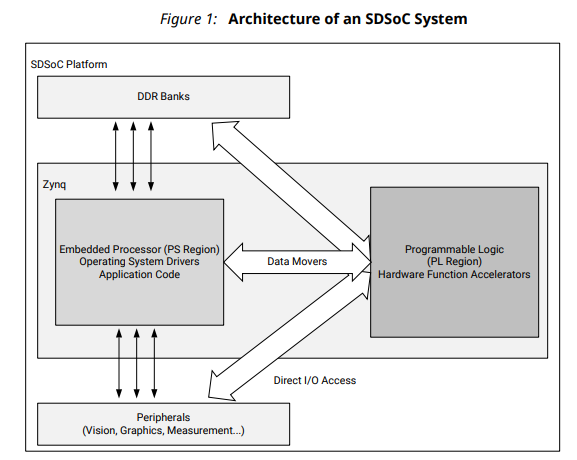 Figure 1: Architecture of an SDSoC System
SDSoC Platform
DDR Banks
Zynq
Embedded Processor (PS Region)
Operating System Drivers
Application Code
Data Movers
Programmable Logic
(PL Region)
Hardware Function Accelerators
Direct I/O Access
Peripherals
(Vision, Graphics, Measurement...)